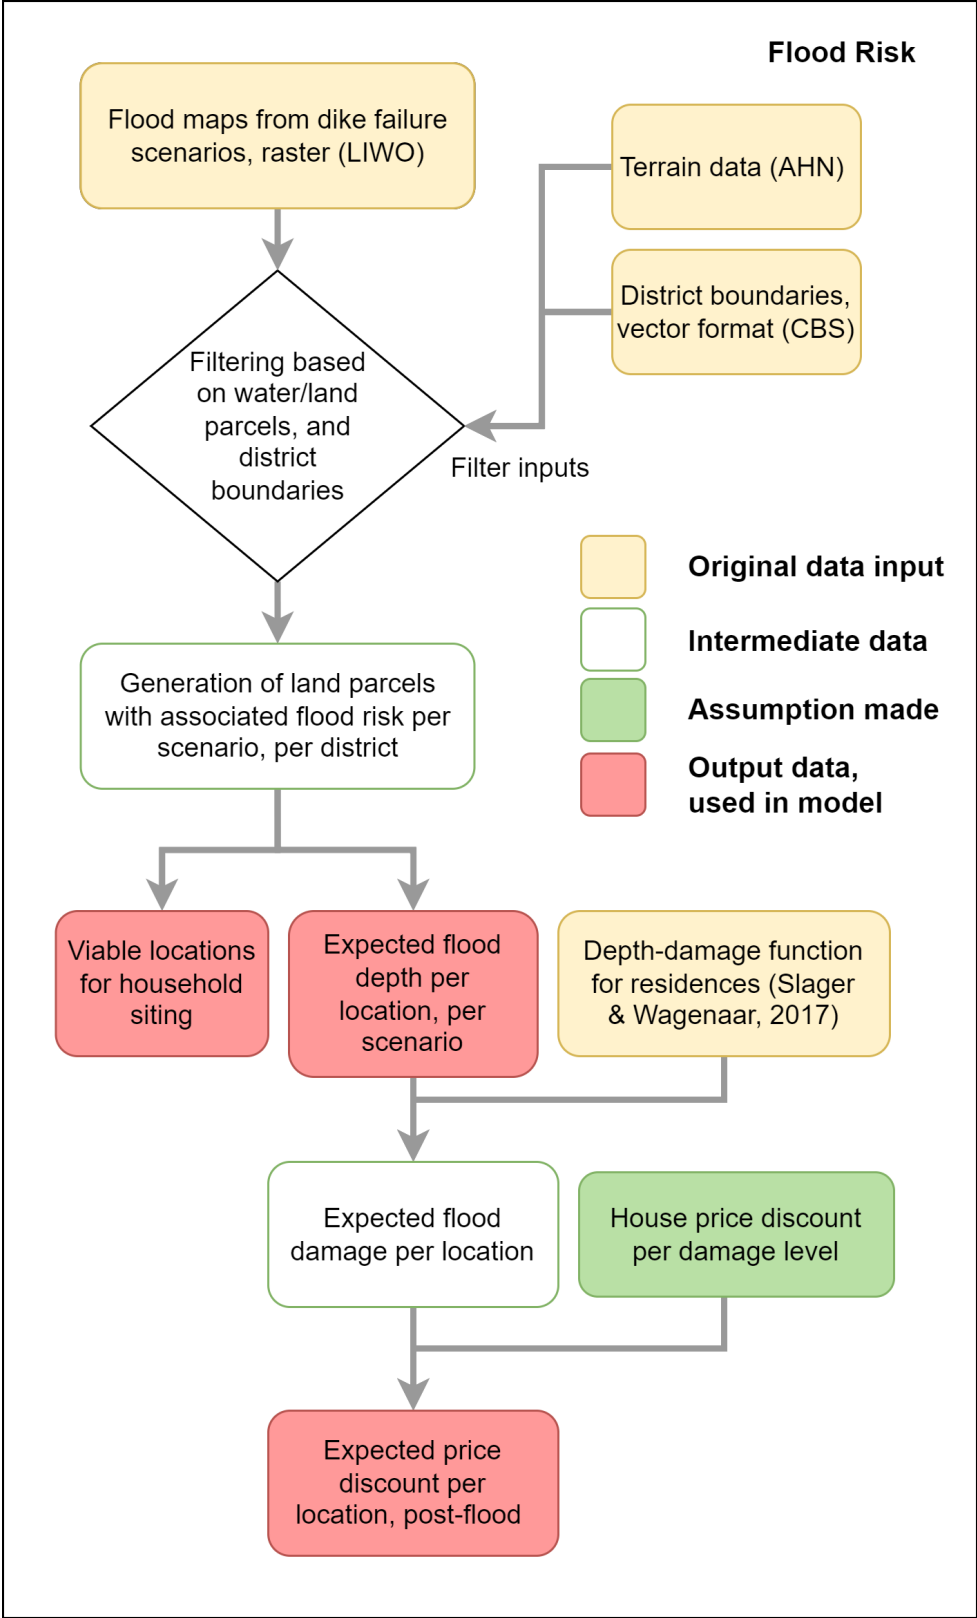 Flood Risk
Flood maps from dike failure
scenarios, raster (LIWO)
Terrain data (AHN)
District boundaries,
vector format (CBS)
Filtering based
on water/land
parcels, and
district
boundaries
Filter inputs
Original data input
Intermediate data
Assumption made
Output data,
used in model
Generation of land parcels
with associated flood risk per
scenario, per district
Viable locations
for household
siting
Expected flood
depth per
location, per
scenario
Depth-damage function
for residences (Slager
& Wagenaar, 2017)
Expected flood
damage per location
House price discount
per damage level
Expected price
discount per
location, post-flood